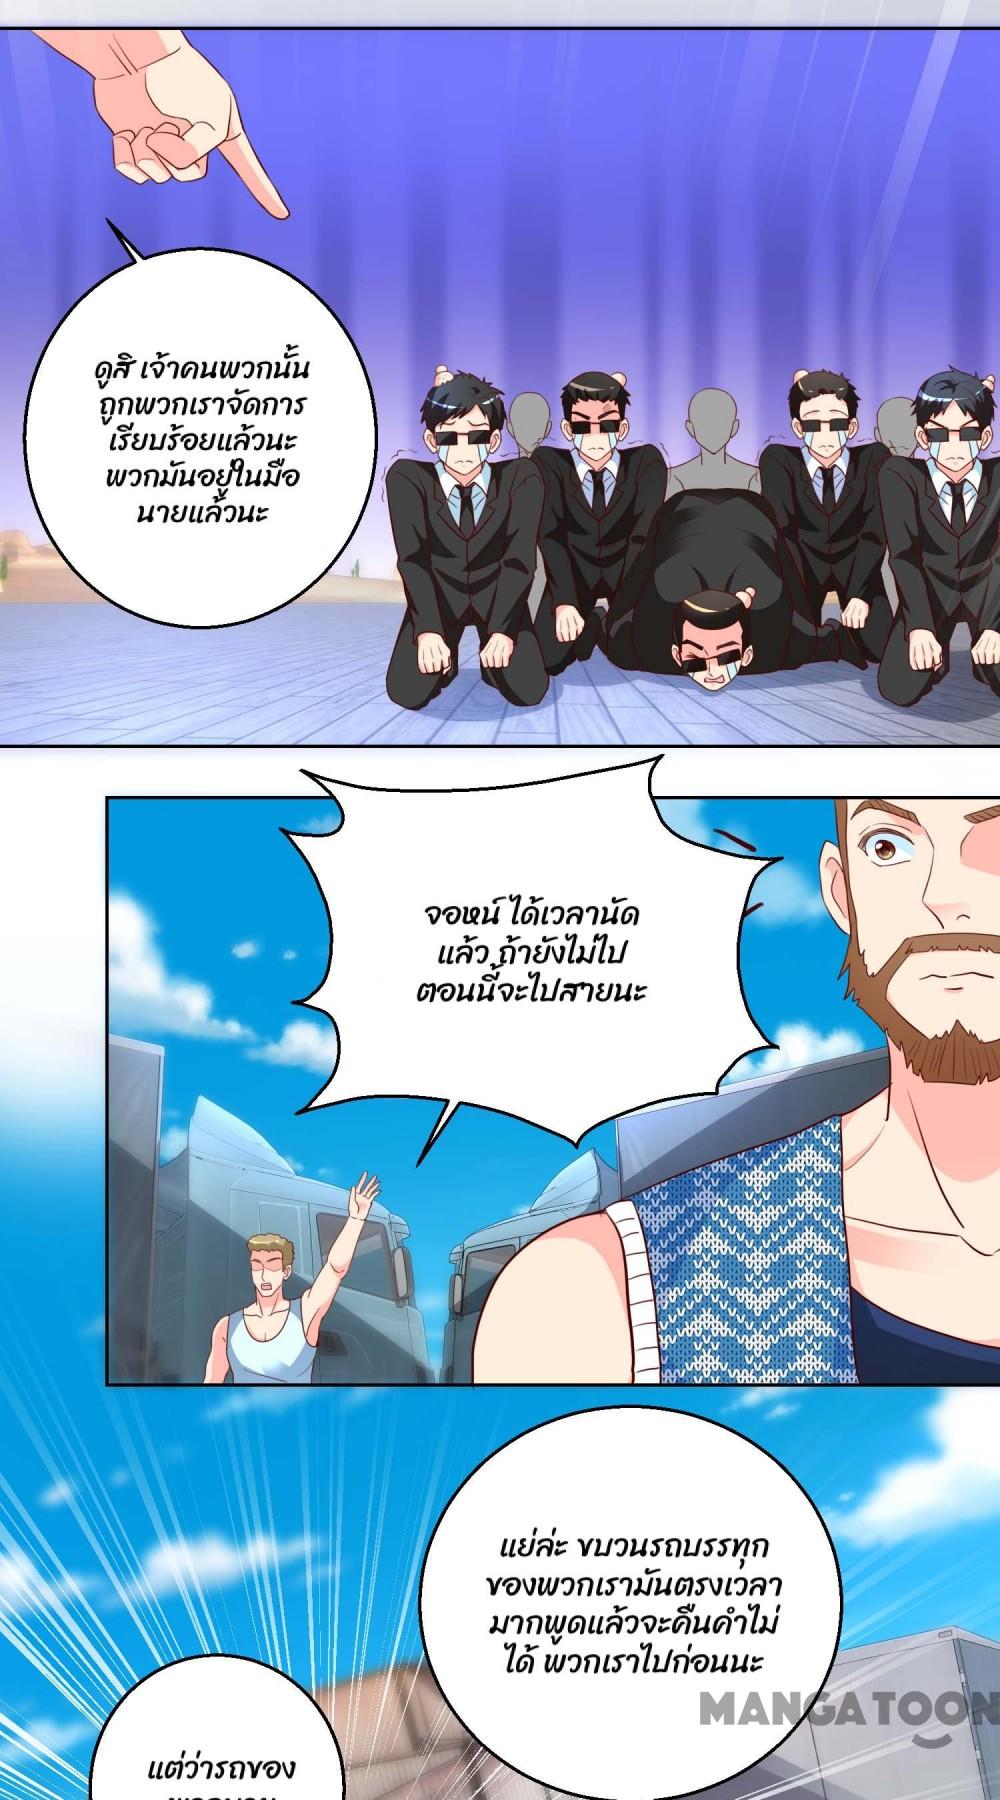 ดูสิ เจ้าคนพวกนั้น
ถูกพวกเราจัดการ
เรียบร้อยแล้วนะ
พวกมันอยู่ในมือ
นายแล้วนะ
จอหน์ ได้เวลานัด
แล้ว ถ้ายังไม่ไป
ตอนนี้จะไปสายนะ
แย่ล่ะ ขบวนรถบรรทุก
ของพวกเรามันตรงเวลา
มากพูดแล้วจะคืนคำไม่
ได้ พวกเราไปก่อนนะ
MANGATOON
แต่ว่ารถของ